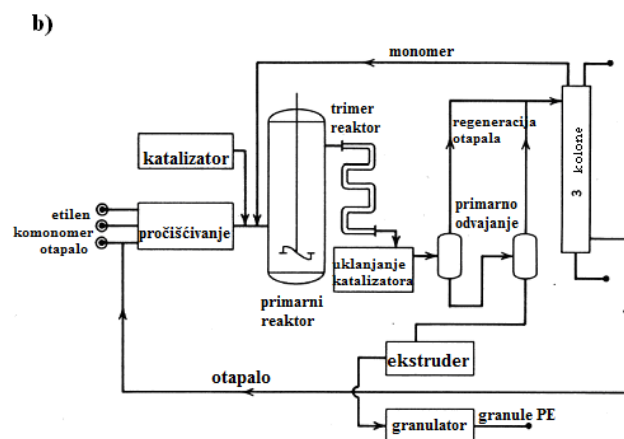 b)
monomer
trimer
reaktor
regeneracija
otapala
katalizator
3 kolone
etilen
komonomer
otapalo
pročišćivanje
primarno
odvajanje
uklanjanje
katalizatora
primarni
reaktor
ekstruder
otapalo
granulator
granule PE